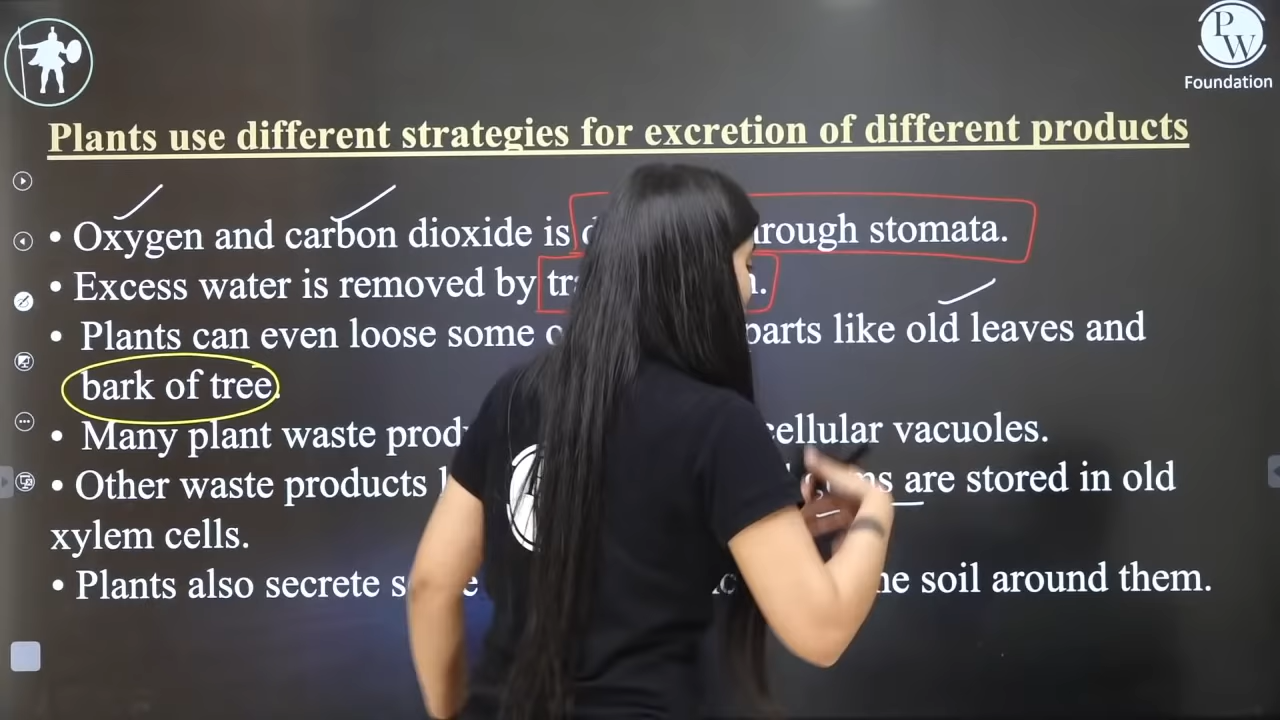 PW
Foundation
Plants use different strategies for excretion of different products
• Oxygen and carbon dioxide is through stomata.
• Excess water is removed by
• Plants can even loose some parts like old leaves and
bark of tree.
• Many plant waste cellular vacuoles.
• Other waste products are stored in old
xylem cells.
• Plants also secrete soil around them.